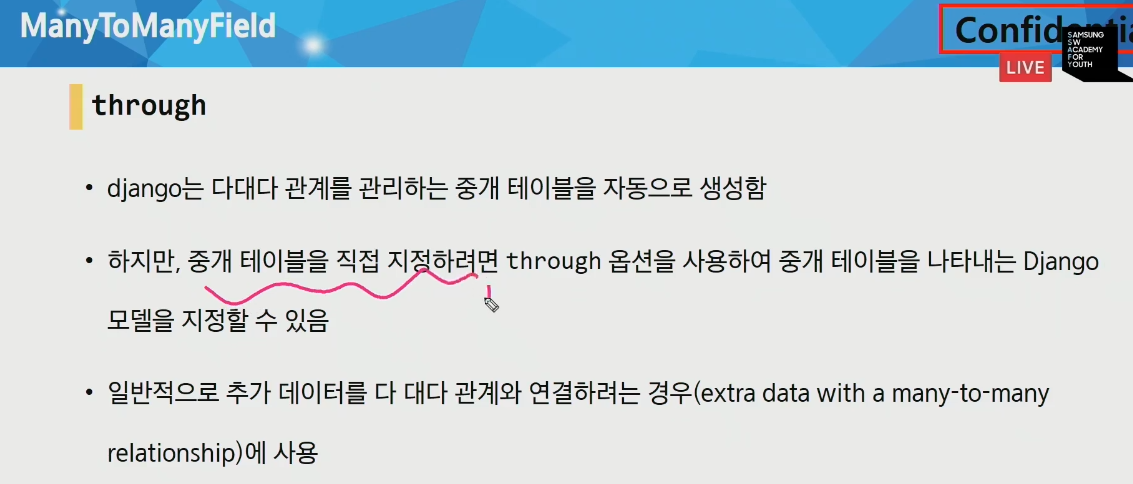 ManyToManyField
SAMSUNG
SW
ACADEMY
FOR
YOUTH
LIVE
through
• django는 다대다 관계를 관리하는 중개 테이블을 자동으로 생성함
• 하지만, 중개 테이블을 직접 지정하려면 through 옵션을 사용하여 중개 테이블을 나타내는 Django
모델을 지정할 수 있음
• 일반적으로 추가 데이터를 다 대다 관계와 연결하려는 경우(extra data with a many-to-many
relationship)에 사용